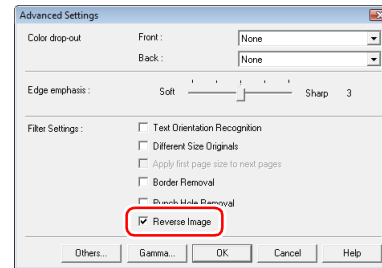 Advanced Settings
Color drop-out Front : None
Back : None
Edge emphasis : Soft Sharp 3
Filter Settings : Text Orientation Recognition
Different Size Originals
Apply first page size to next pages
Border Removal
Punch Hole Removal
Reverse Image
Others... Gamma... OK Cancel Help